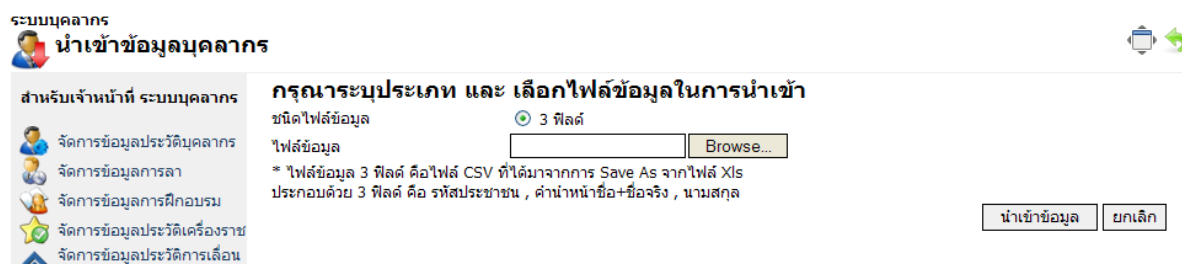 ระบบบุคลากร
นำเข้าข้อมูลบุคลากร
สำหรับเจ้าหน้าที่ ระบบบุคลากร
จัดการข้อมูลประวัติบุคลากร
จัดการข้อมูลการลา
จัดการข้อมูลการฝึกอบรม
จัดการข้อมูลประวัติเครื่องราช
จัดการข้อมูลประวัติการเลื่อน
กรุณาระบุประเภท และ เลือกไฟล์ข้อมูลในการนำเข้า
ชนิดไฟล์ข้อมูล 3 ฟิลด์
ไฟล์ข้อมูล Browse...
* ไฟล์ข้อมูล 3 ฟิลด์ คือไฟล์ CSV ที่ได้มาจากการ Save As จากไฟล์ Xls
ประกอบด้วย 3 ฟิลด์ คือ รหัสประชาชน , คำนำหน้าชื่อ+ชื่อจริง , นามสกุล
นำเข้าข้อมูล ยกเลิก